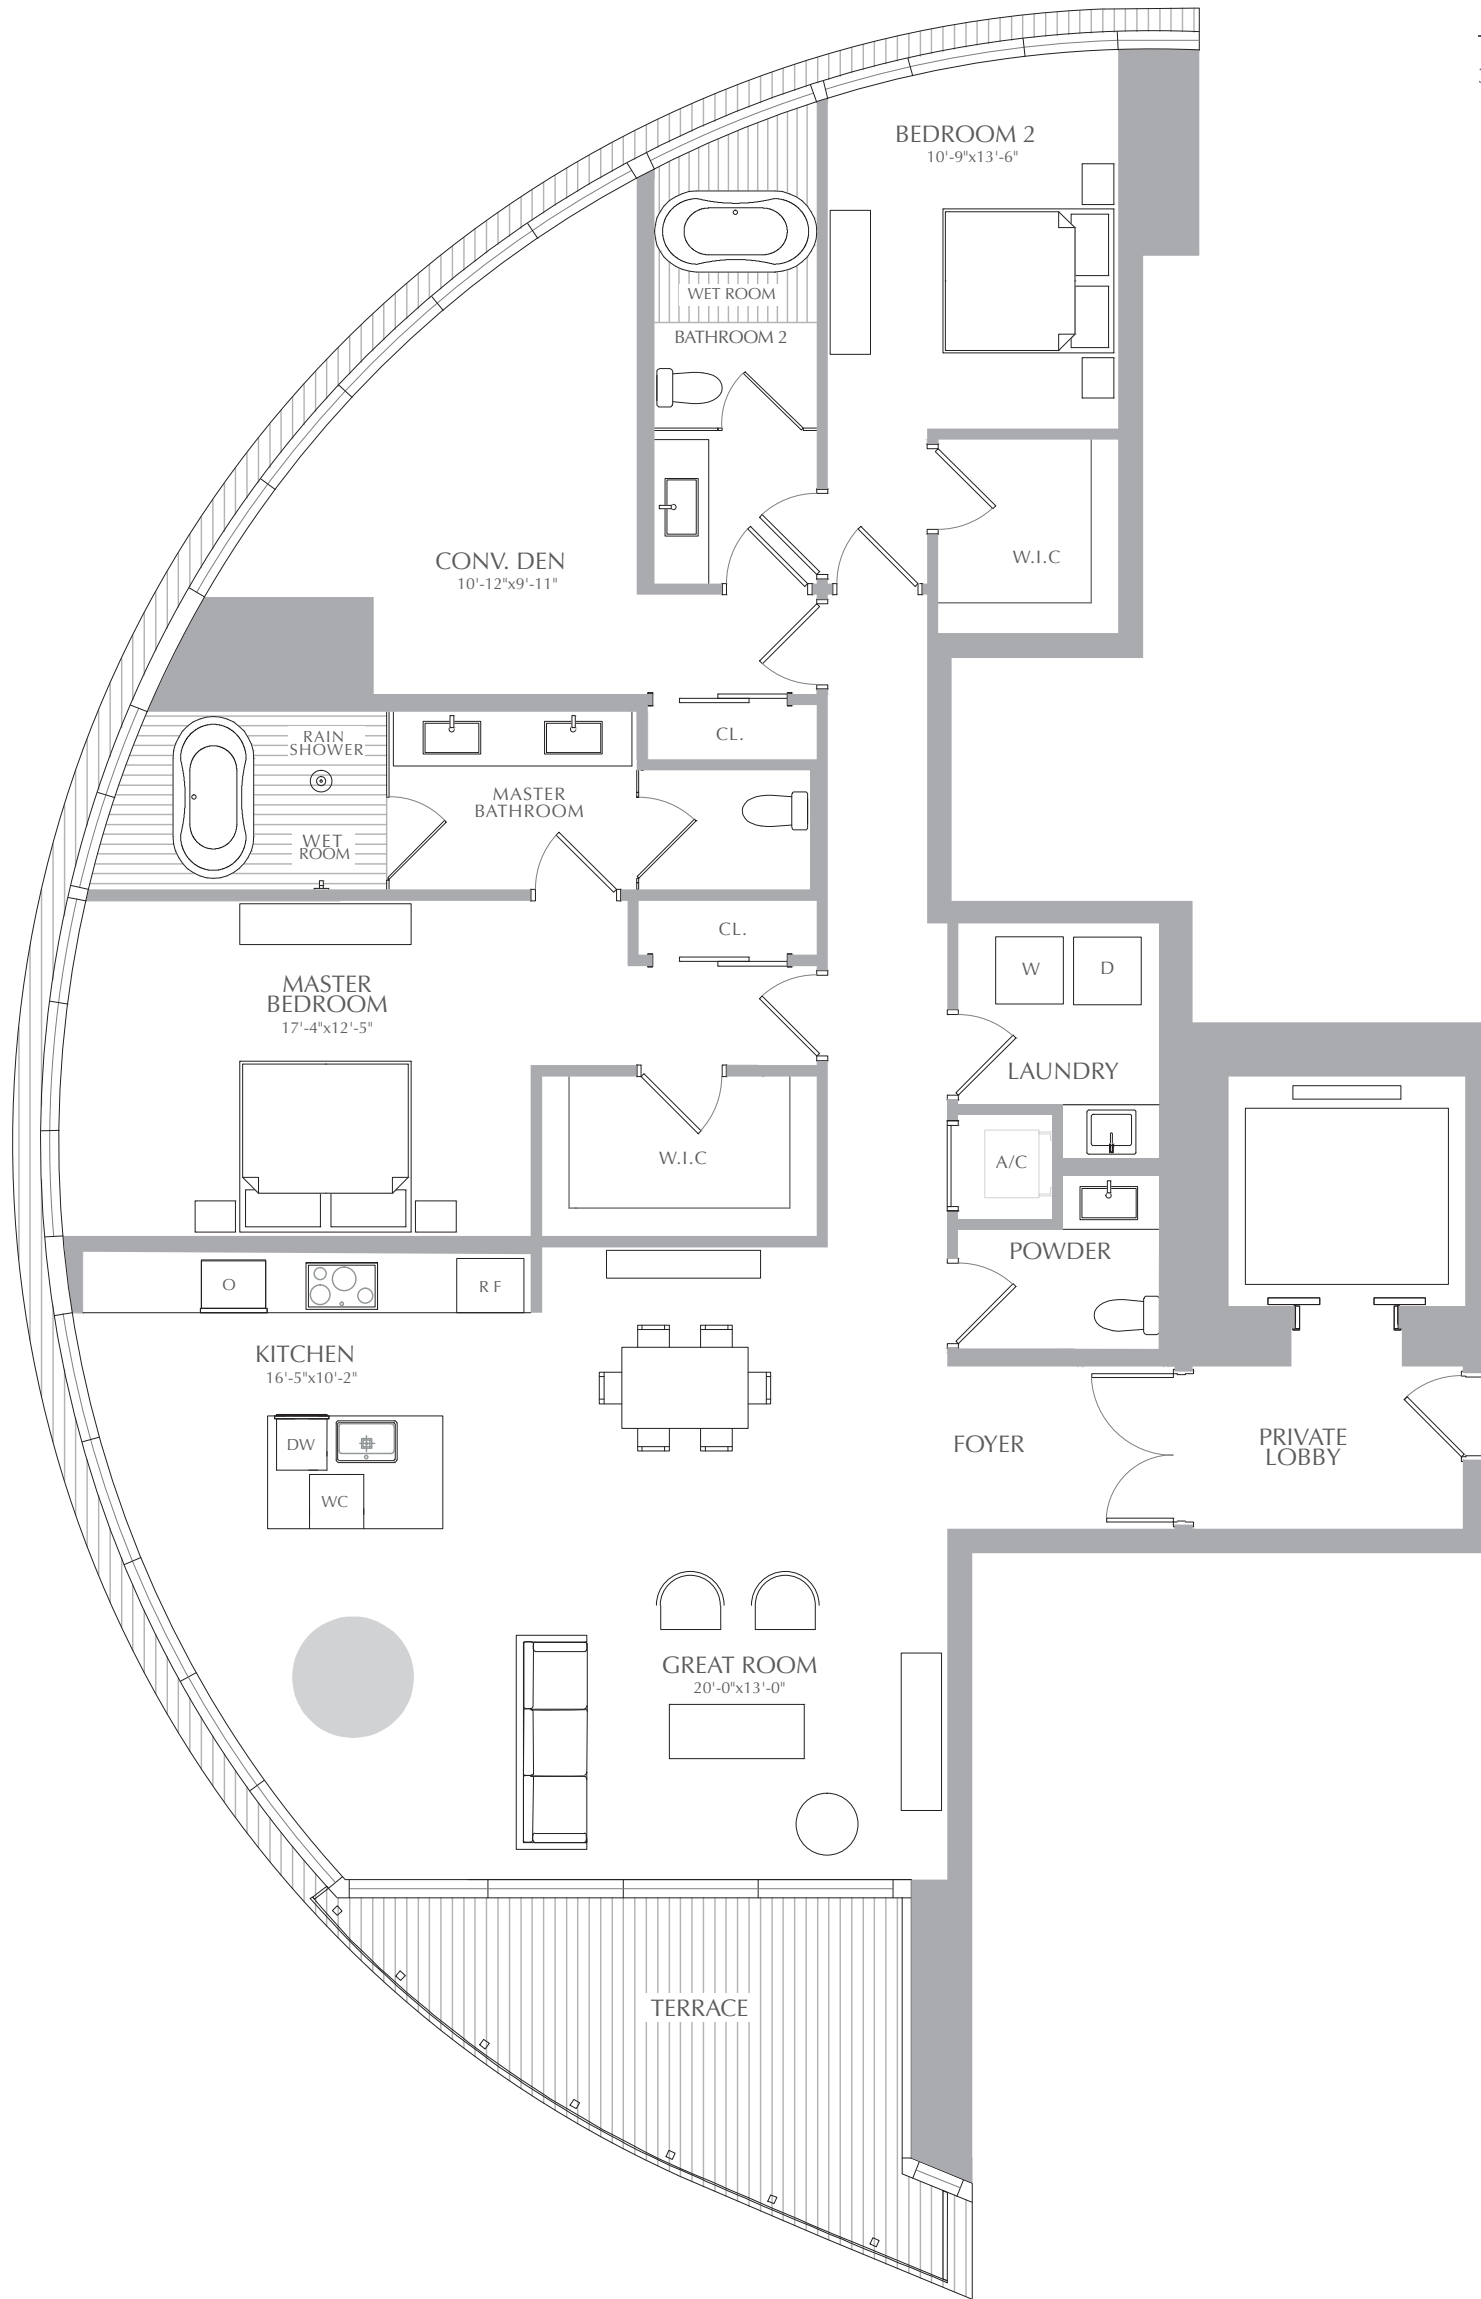 BEDROOM 2
10'-9"x13'-6"
WET ROOM
BATHROOM 2
CONV. DEN
10'-12"x9'-11"
W.I.C
CL.
RAIN
SHOWER
MASTER
BATHROOM
WET
ROOM
CL.
MASTER
BEDROOM
17'-4"x12'-5"
W
D
LAUNDRY
W.I.C
A/C
POWDER
O
RF
KITCHEN
16'-5"x10'-2"
DW
WC
FOYER
PRIVATE
LOBBY
GREAT ROOM
20'-0"x13'-0"
TERRACE